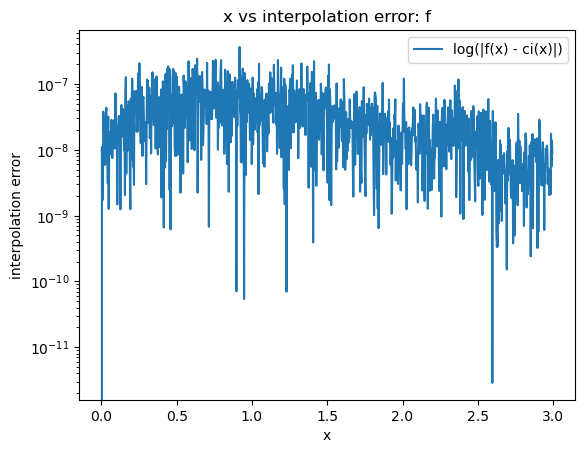 x vs interpolation error: f
log(|f(x) - ci(x)|)
interpolation error
10⁻⁷
10⁻⁸
10⁻⁹
10⁻¹⁰
10⁻¹¹
0.0 0.5 1.0 1.5 2.0 2.5 3.0
x